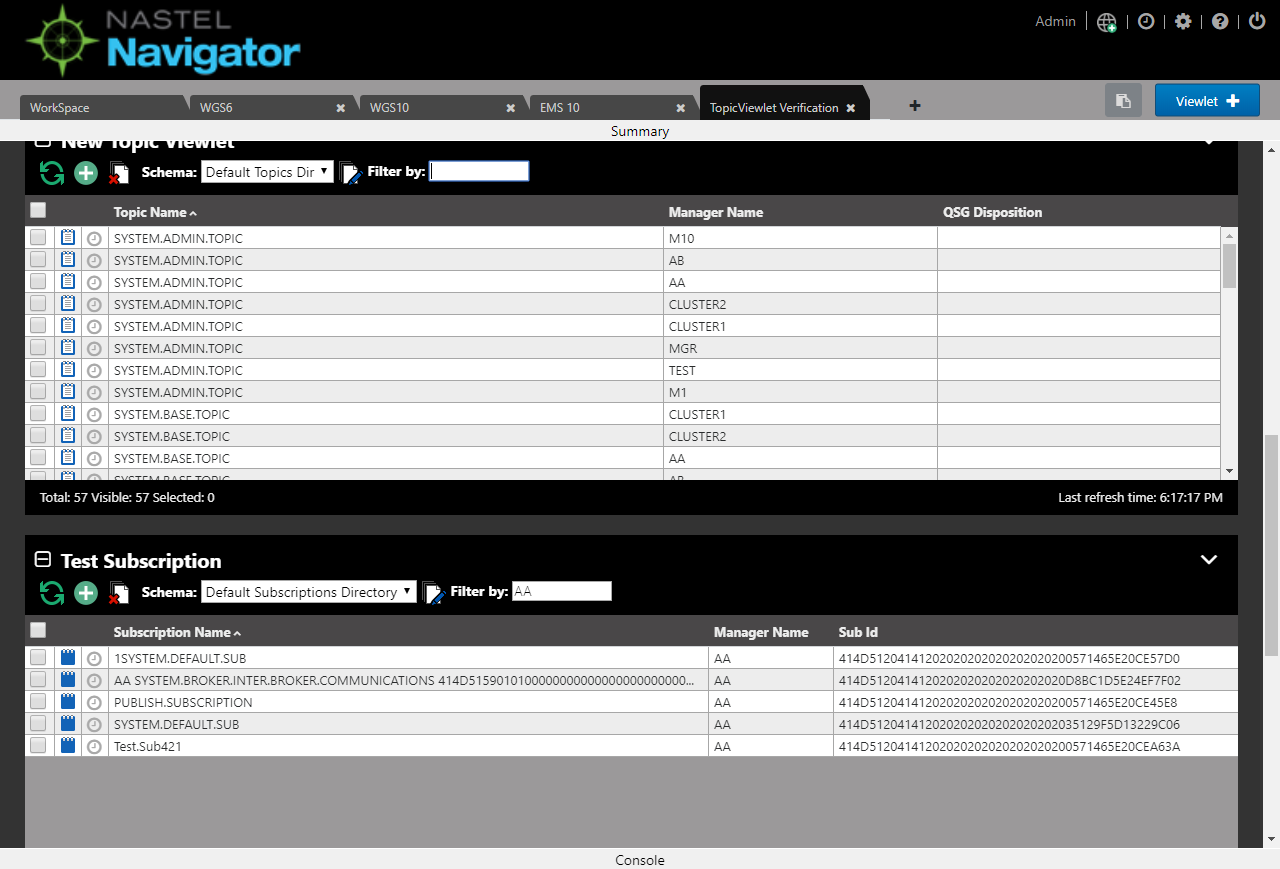 NASTEL
Navigator
Admin
WorkSpace
WGS6
WGS10
EMS 10
TopicViewlet Verification
Viewlet
Summary
New Topic Viewlet
Schema: Default Topics Dir Filter by:
Topic Name Manager Name QSG Disposition
SYSTEM.ADMIN.TOPIC M10
SYSTEM.ADMIN.TOPIC AB
SYSTEM.ADMIN.TOPIC AA
SYSTEM.ADMIN.TOPIC CLUSTER2
SYSTEM.ADMIN.TOPIC CLUSTER1
SYSTEM.ADMIN.TOPIC MGR
SYSTEM.ADMIN.TOPIC TEST
SYSTEM.ADMIN.TOPIC M1
SYSTEM.BASE.TOPIC CLUSTER1
SYSTEM.BASE.TOPIC CLUSTER2
SYSTEM.BASE.TOPIC AA
SYSTEM.BASE.TOPIC AB
Total: 57 Visible: 57 Selected: 0 Last refresh time: 6:17:17 PM
Test Subscription
Schema: Default Subscriptions Directory Filter by: AA
Subscription Name Manager Name Sub Id
1SYSTEM.DEFAULT.SUB AA 414D5120414120202020202020202020200571465E20CE57D0
AA SYSTEM.BROKER.INTER.BROKER.COMMUNICATIONS 414D51590101000000000000000000000000... AA 414D5120414120202020202020202020202020D8BC1D5E24EF7F02
PUBLISH.SUBSCRIPTION AA 414D5120414120202020202020202020200571465E20CE45E8
SYSTEM.DEFAULT.SUB AA 414D5120414120202020202020202020202035129F5D13229C06
Test.Sub421 AA 414D5120414120202020202020202020200571465E20CEA63A
Console